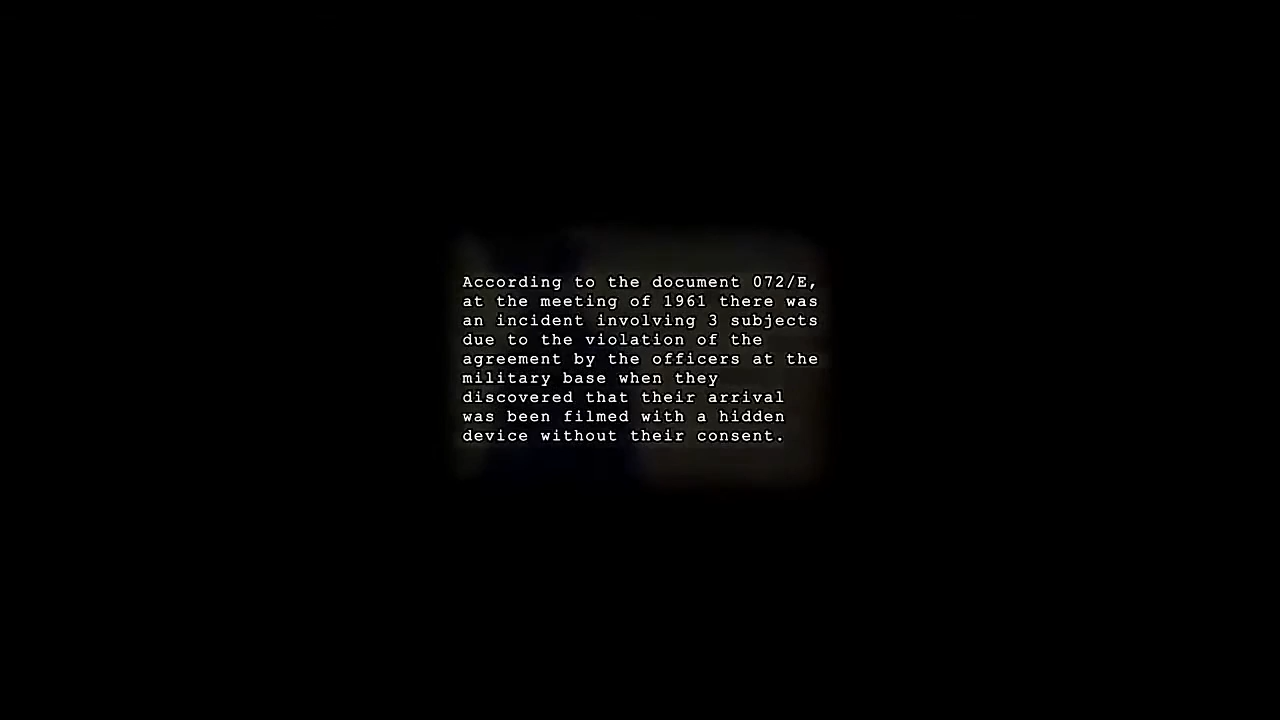 According to the document 072/E,
at the meeting of 1961 there was
an incident involving 3 subjects
due to the violation of the
agreement by the officers at the
military base when they
discovered that their arrival
was been filmed with a hidden
device without their consent.